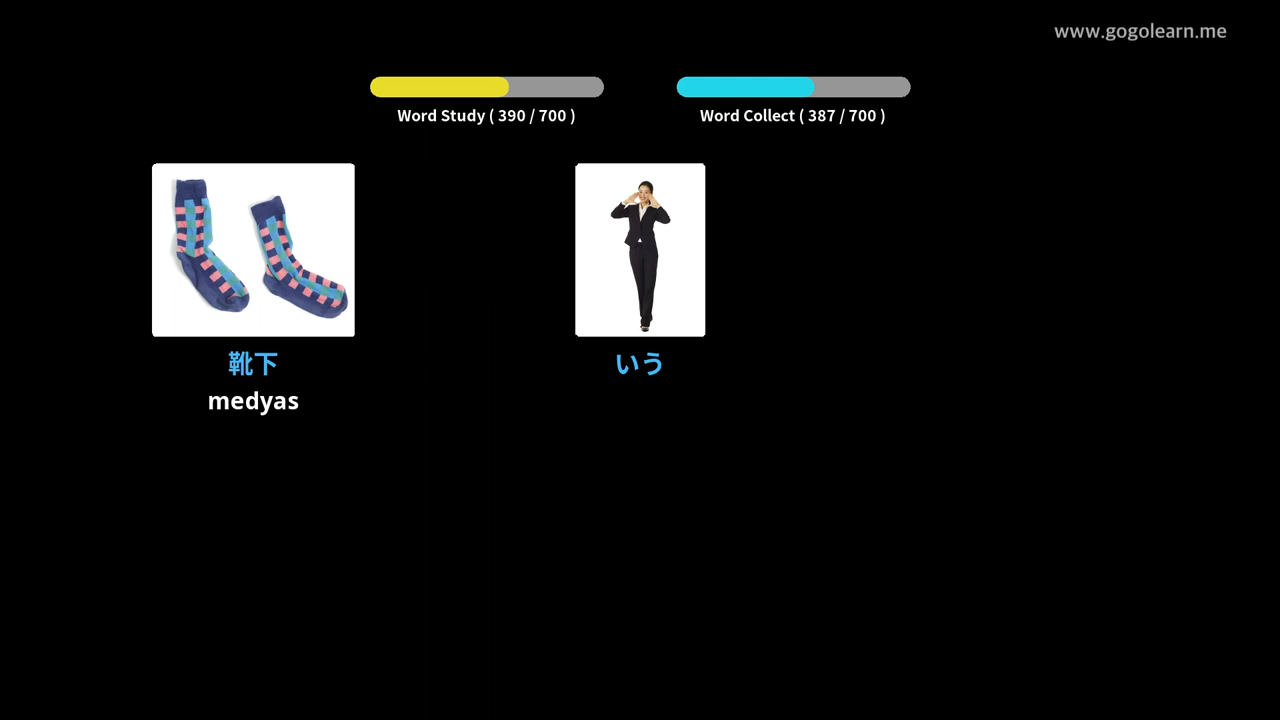 www.gogolearn.me
Word Study ( 390 / 700 )
Word Collect ( 387 / 700 )
靴下
medyas
いう